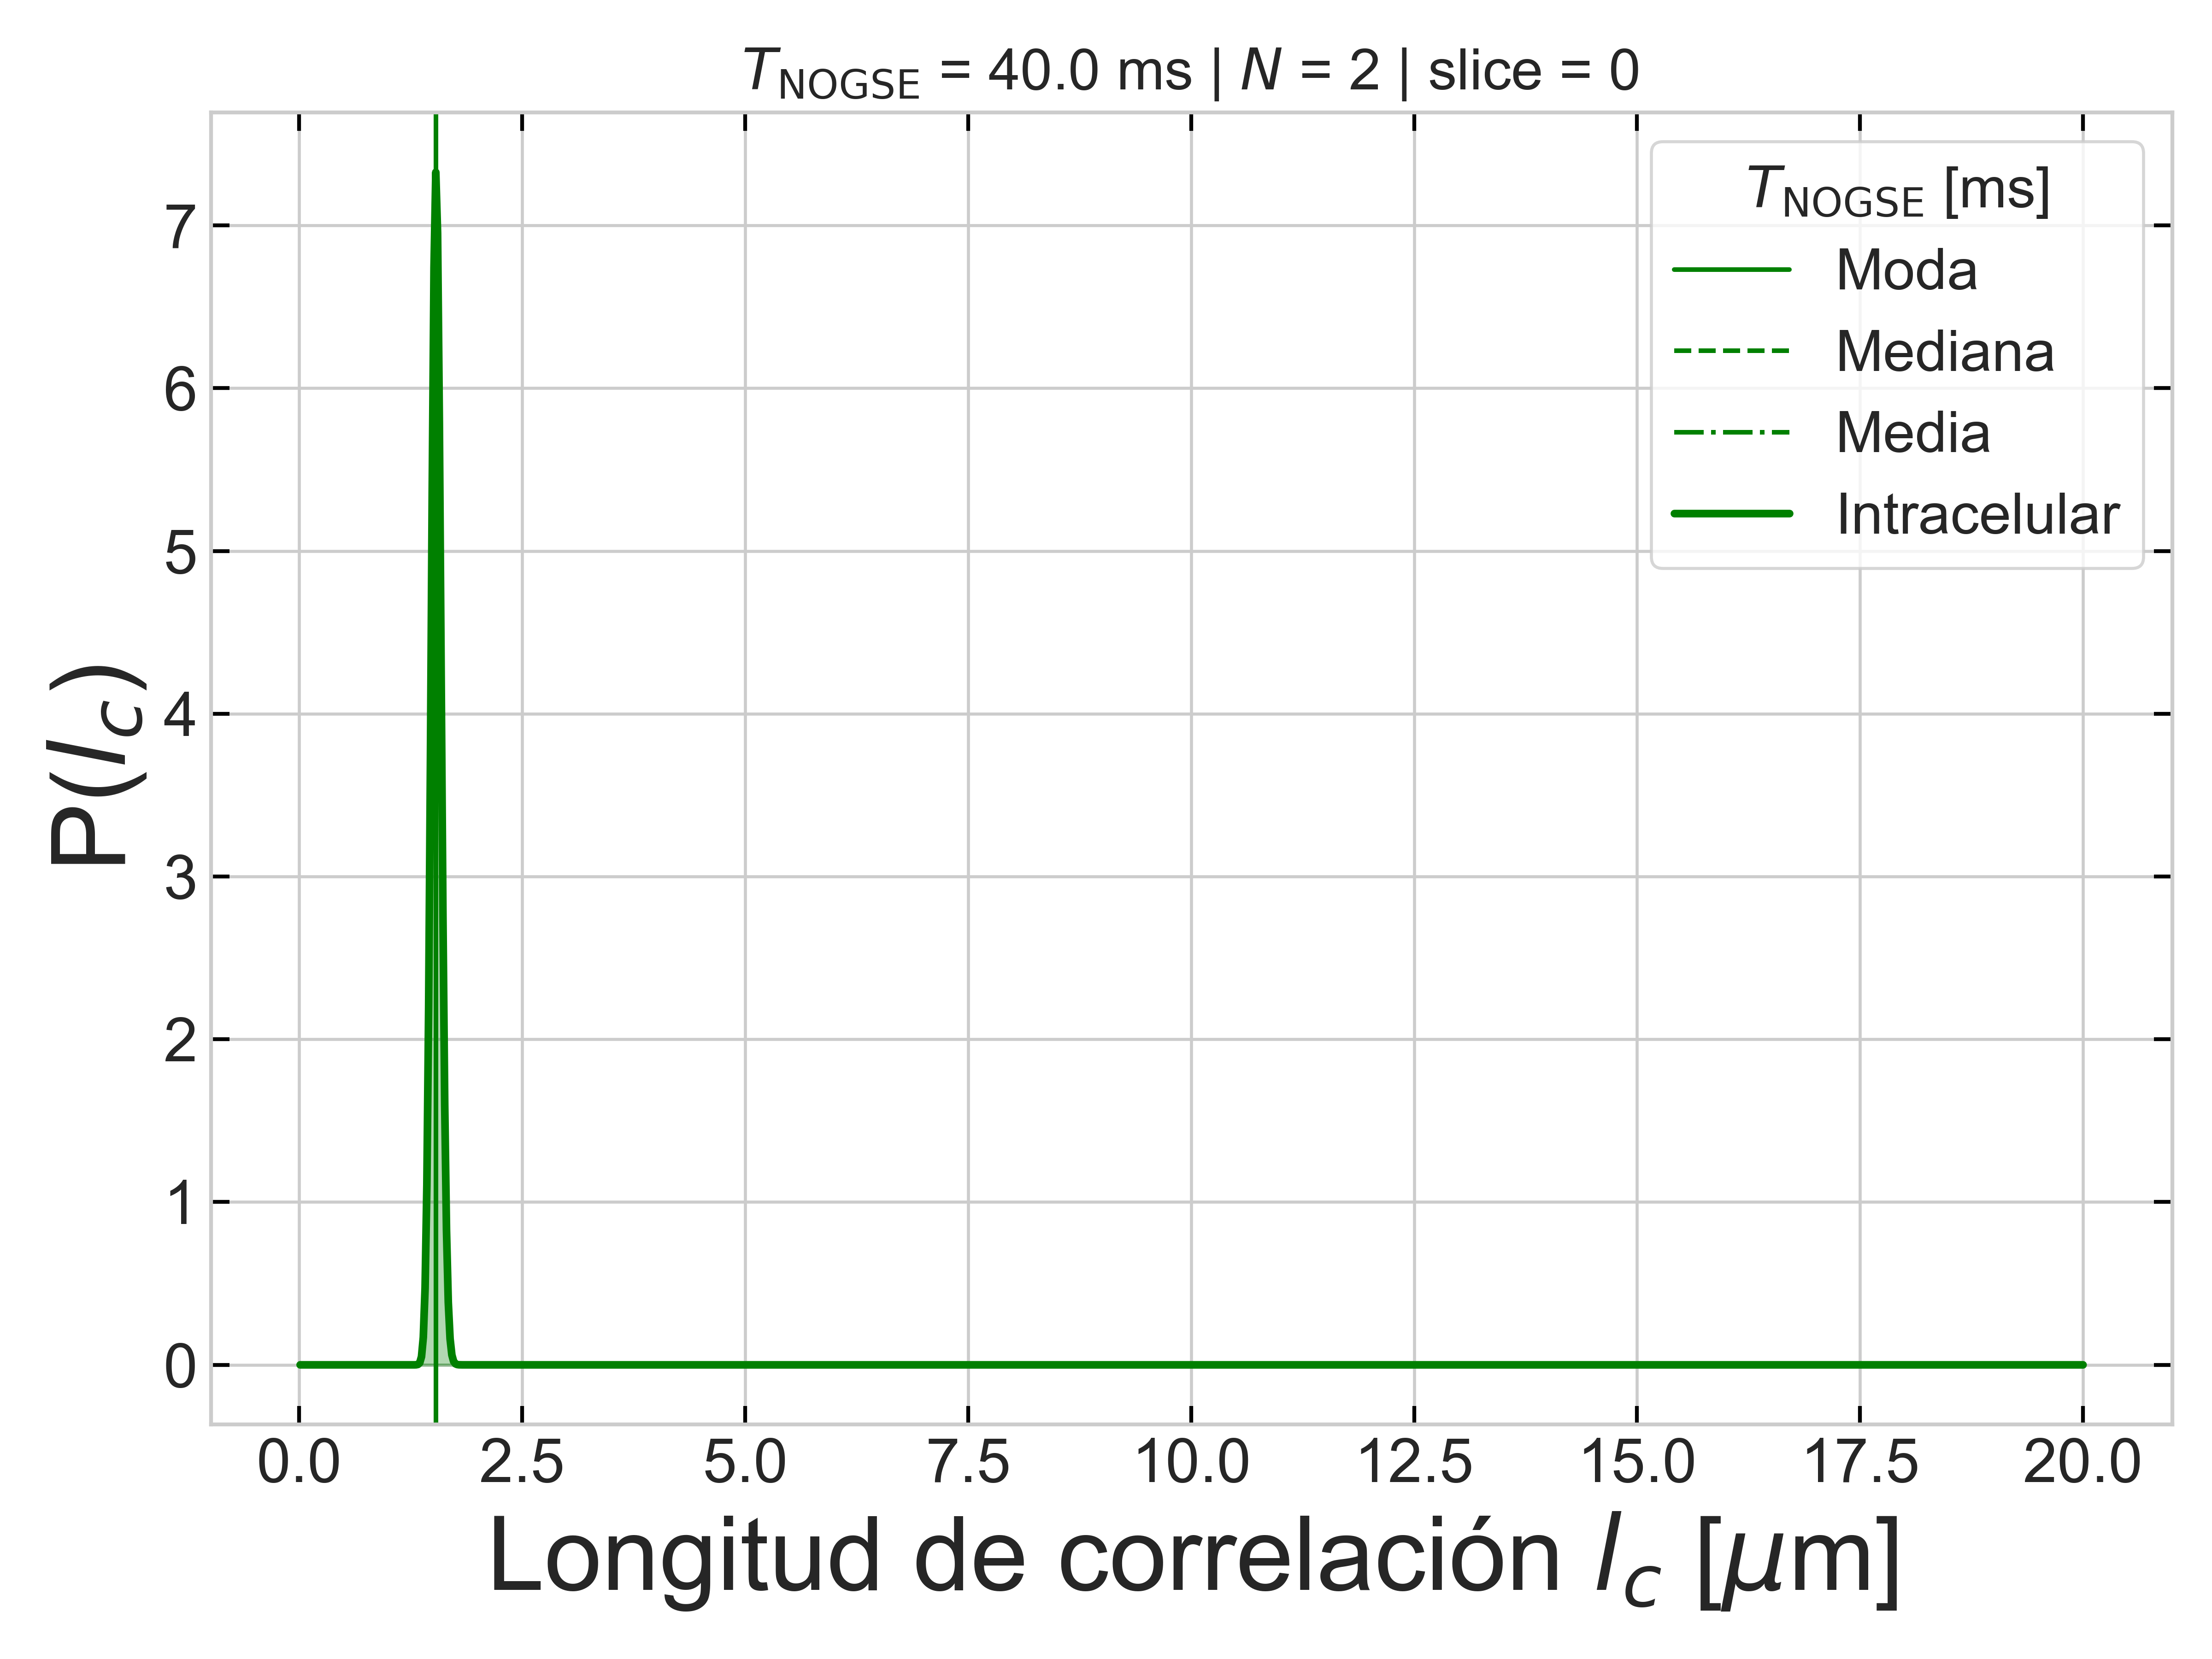 T_NOGSE = 40.0 ms | N = 2 | slice = 0
T_NOGSE [ms]
Moda
Mediana
Media
Intracelular
P(l_c)
7
6
5
4
3
2
1
0
0.0 2.5 5.0 7.5 10.0 12.5 15.0 17.5 20.0
Longitud de correlación l_c [μm]